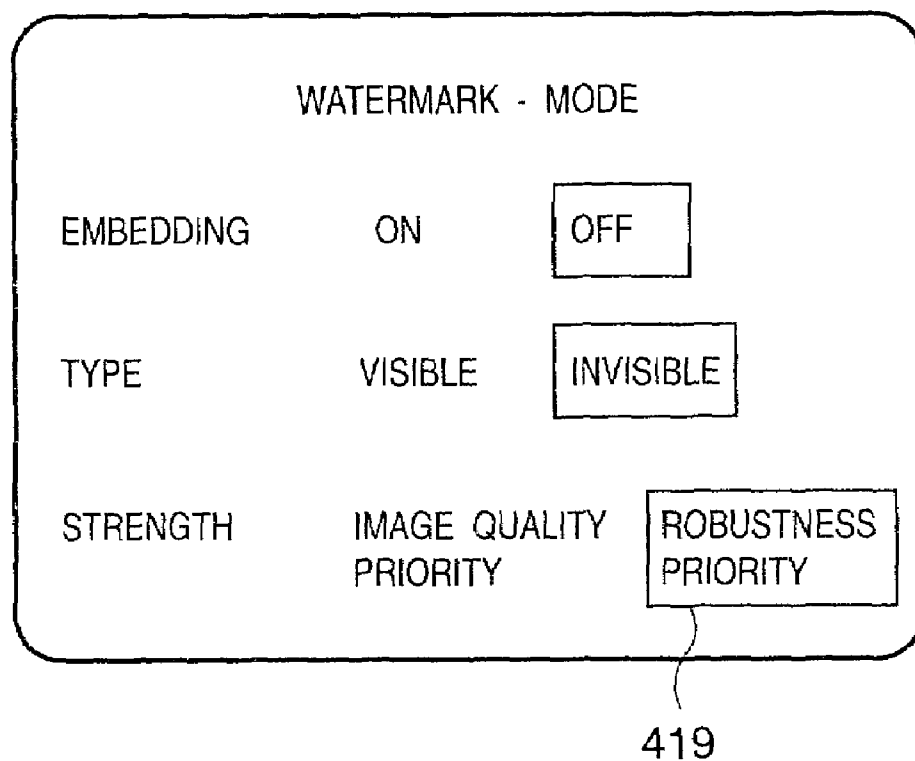 WATERMARK - MODE
EMBEDDING ON OFF
TYPE VISIBLE INVISIBLE
STRENGTH IMAGE QUALITY PRIORITY ROBUSTNESS PRIORITY
419